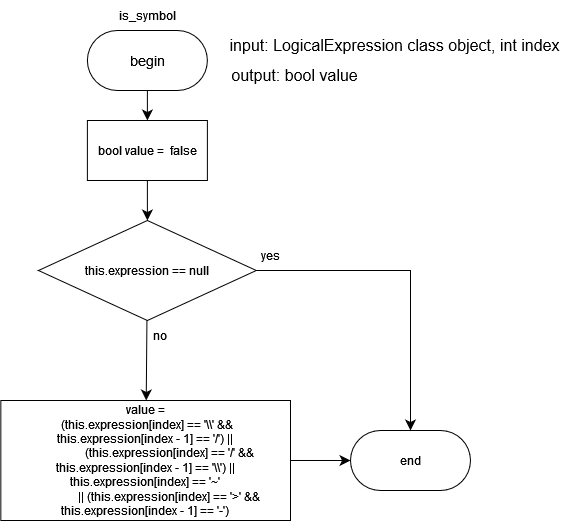 is_symbol
input: LogicalExpression class object, int index
begin
output: bool value
bool value = false
this.expression == null
yes
no
value =
(this.expression[index] == '\\' &&
this.expression[index - 1] == '/') ||
(this.expression[index] == '/' &&
this.expression[index - 1] == '\\') ||
this.expression[index] == '~'
|| (this.expression[index] == '>' &&
this.expression[index - 1] == '-')
end